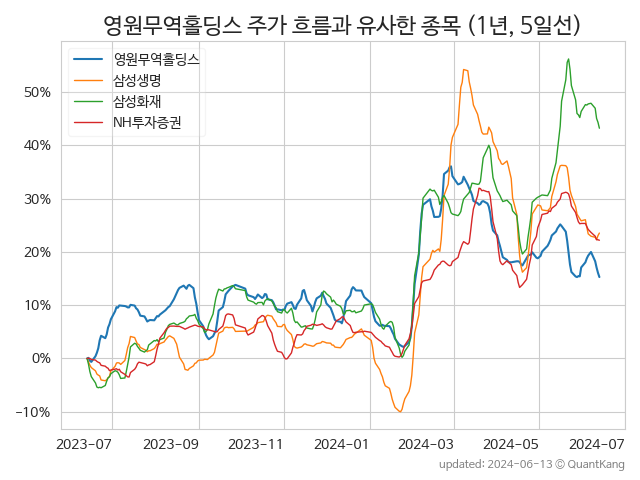 영원무역홀딩스 주가 흐름과 유사한 종목 (1년, 5일선)
영원무역홀딩스
삼성생명
삼성화재
NH투자증권
50%
40%
30%
20%
10%
0%
-10%
2023-07 2023-09 2023-11 2024-01 2024-03 2024-05 2024-07
updated: 2024-06-13 © QuantKang